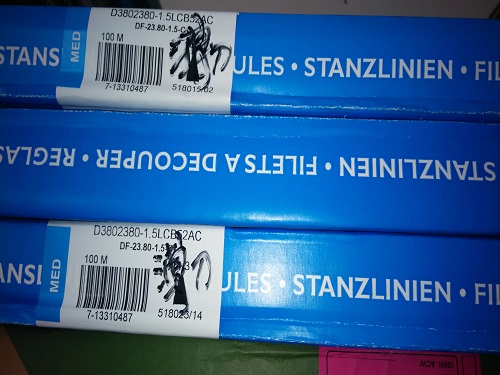 D3802380-1.5LCB52AC
DF-23.80-1.5-C
100 M
MED
7-13310487
518015/02
STANS
ULES • STANZLINIEN • FIL
STANZLINIEN • FILETS A DECOUPER • REGLAS
D3802380-1.5LCB52AC
DF-23.80-1.5
100 M
MED
7-13310487
518023/14
ANS
ULES • STANZLINIEN • FIL